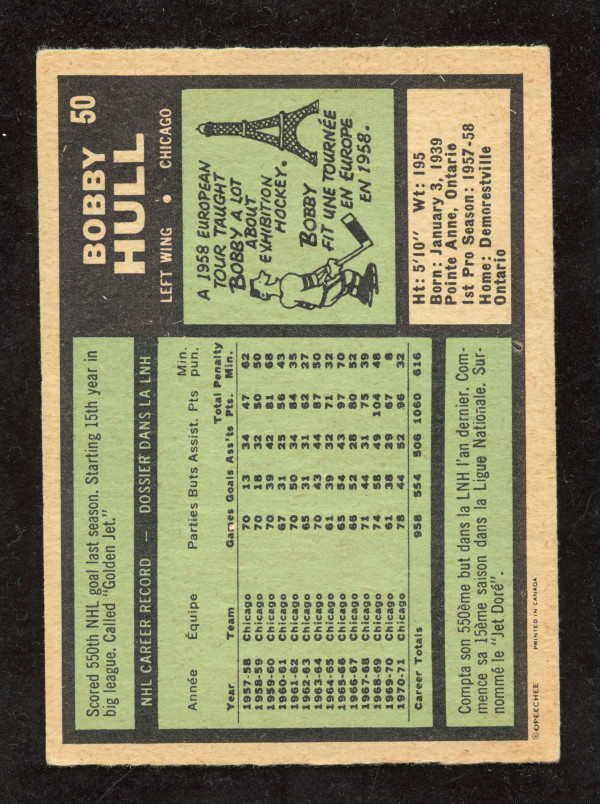 BOBBY 50
HULL
LEFT WING • CHICAGO
Scored 550th NHL goal last season. Starting 15th year in
big league. Called "Golden Jet."
NHL CAREER RECORD — DOSSIER DANS LA LNH
Année Équipe Parties Buts Assist. Pts Min. pun.
Year Team Games Goals Ass'ts Total Pts. Penalty Min.
1957-58 Chicago 70 13 34 47 62
1958-59 Chicago 70 18 32 50 50
1959-60 Chicago 70 39 42 81 68
1960-61 Chicago 67 31 25 56 43
1961-62 Chicago 70 50 34 84 35
1962-63 Chicago 65 31 31 62 27
1963-64 Chicago 70 43 44 87 50
1964-65 Chicago 61 39 32 71 32
1965-66 Chicago 65 54 43 97 70
1966-67 Chicago 66 52 28 80 52
1967-68 Chicago 71 44 31 75 39
1968-69 Chicago 74 58 49 104 48
1969-70 Chicago 61 38 29 67 8
1970-71 Chicago 78 44 52 96 32
Career Totals 958 554 506 1060 616
Compta son 550ème but dans la LNH l'an dernier. Com-
mence sa 15ème saison dans la Ligue Nationale. Sur-
nommé le "Jet Doré".
A 1958 EUROPEAN
TOUR TAUGHT
BOBBY A LOT
ABOUT
EXHIBITION
HOCKEY.
BOBBY
FIT UNE TOURNÉE
EN EUROPE
EN 1958.
Ht: 5'10" Wt: 195
Born: January 3, 1939
Pointe Anne, Ontario
1st Pro Season: 1957-58
Home: Demorestville
Ontario
©OPEECHEE PRINTED IN CANADA